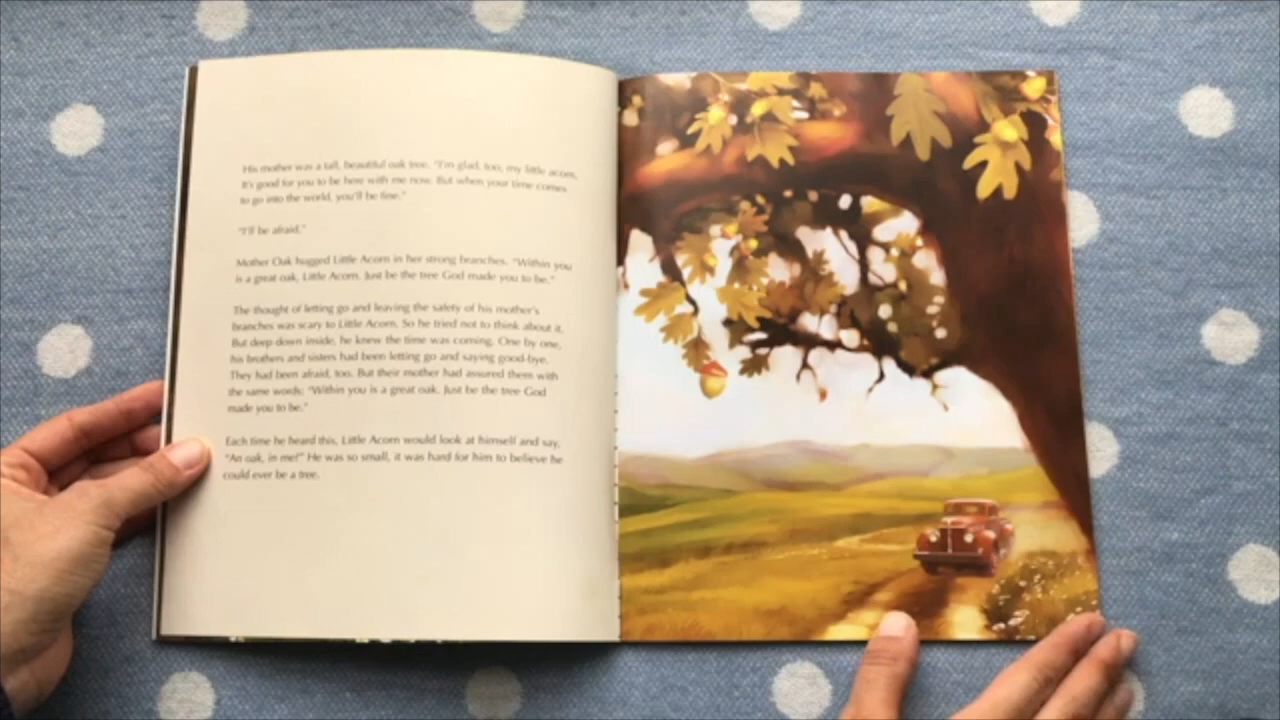 His mother was a tall, beautiful oak tree. "I'm glad, too, my little acorn,
It's good for you to be here with me now. But when your time comes
to go into the world, you'll be fine."
"I'll be afraid."
Mother Oak hugged Little Acorn in her strong branches. "Within you
is a great oak, Little Acorn. Just be the tree God made you to be."
The thought of letting go and leaving the safety of his mother's
branches was scary to Little Acorn. So he tried not to think about it.
But deep down inside, he knew the time was coming. One by one,
his brothers and sisters had been letting go and saying good-bye.
They had been afraid, too. But their mother had assured them with
the same words: "Within you is a great oak. Just be the tree God
made you to be."
Each time he heard this, Little Acorn would look at himself and say,
"An oak, in me?" He was so small, it was hard for him to believe he
could ever be a tree.